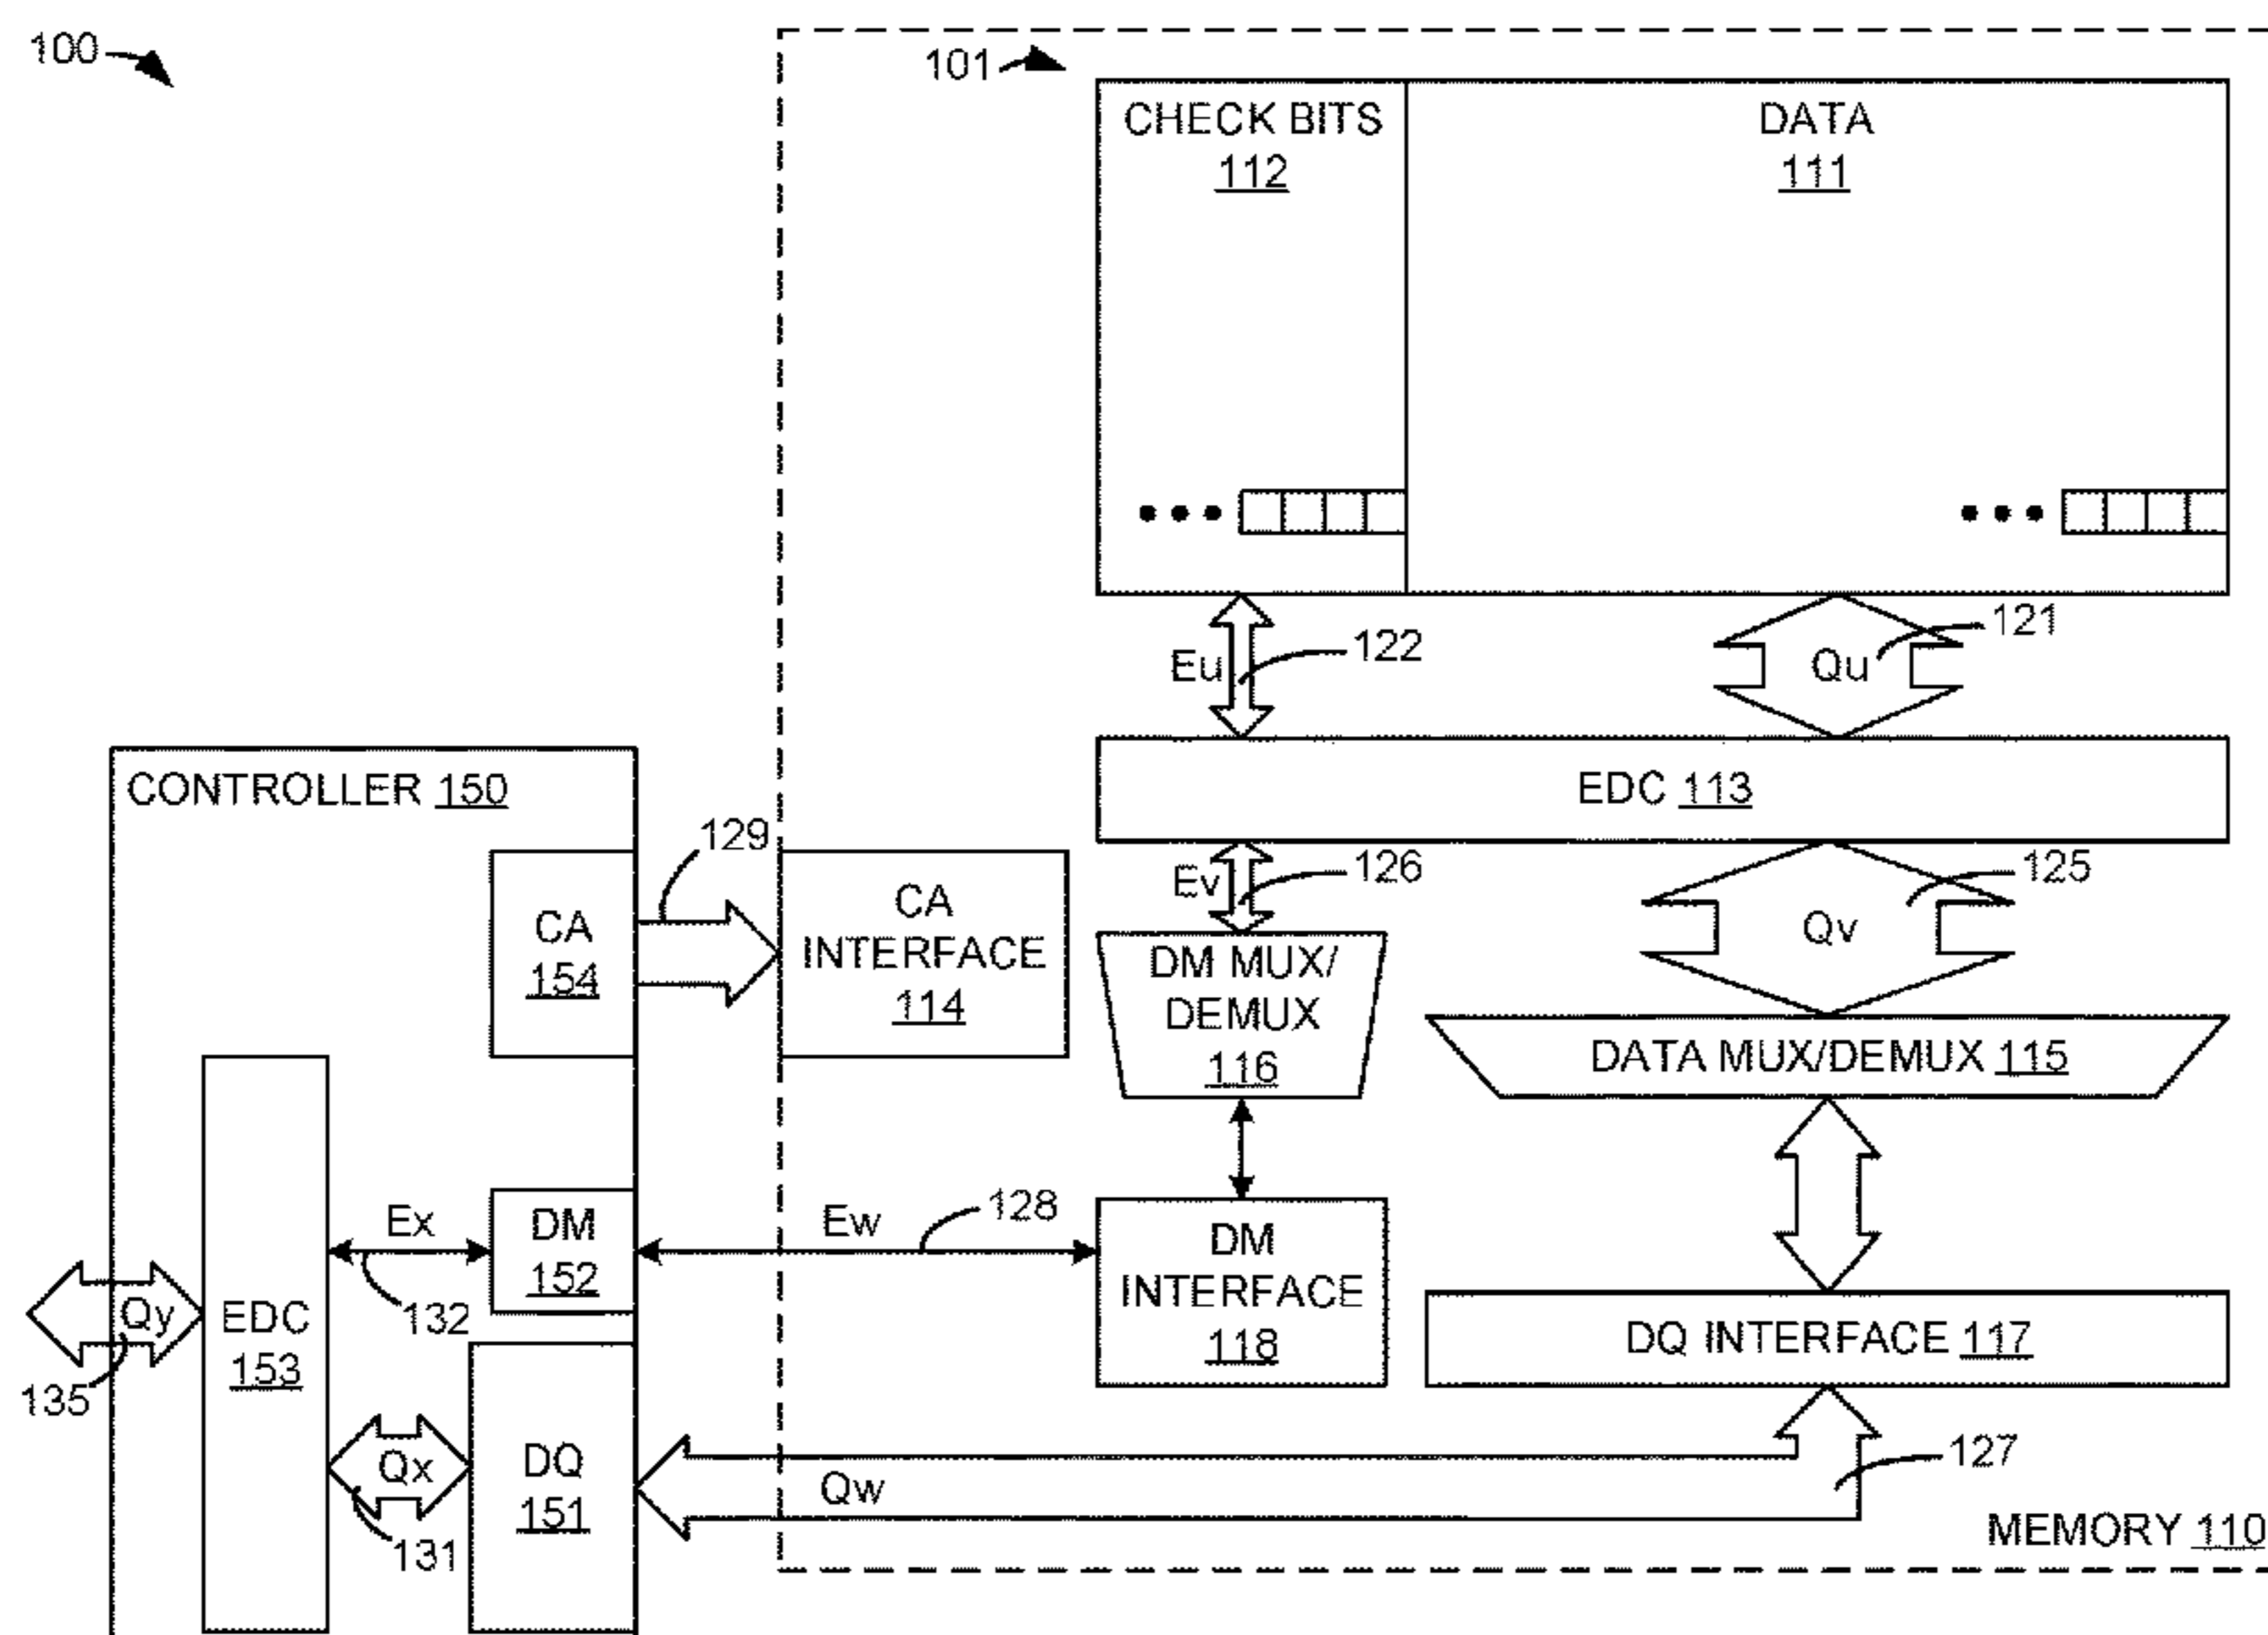 100
101
CHECK BITS
112
DATA
111
Eu
122
Qu
121
EDC 113
CONTROLLER 150
129
Ev
126
Qv
125
CA
154
CA
INTERFACE
114
DM MUX/
DEMUX
116
DATA MUX/DEMUX 115
Ex
132
DM
152
Ew
128
DM
INTERFACE
118
Qy
135
EDC
153
DQ INTERFACE 117
Qx
131
DQ
151
Qw
127
MEMORY 110